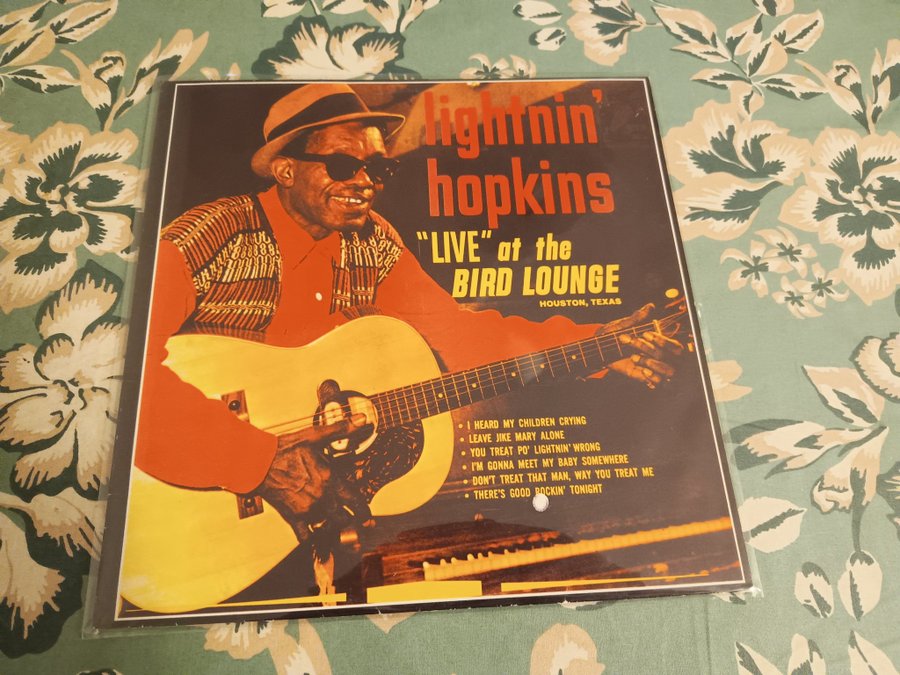 lightnin'
hopkins
"LIVE" at the
BIRD LOUNGE
HOUSTON, TEXAS
• I HEARD MY CHILDREN CRYING
• LEAVE JIKE MARY ALONE
• YOU TREAT PO' LIGHTNIN' WRONG
• I'M GONNA MEET MY BABY SOMEWHERE
• DON'T TREAT THAT MAN, WAY YOU TREAT ME
• THERE'S GOOD ROCKIN' TONIGHT